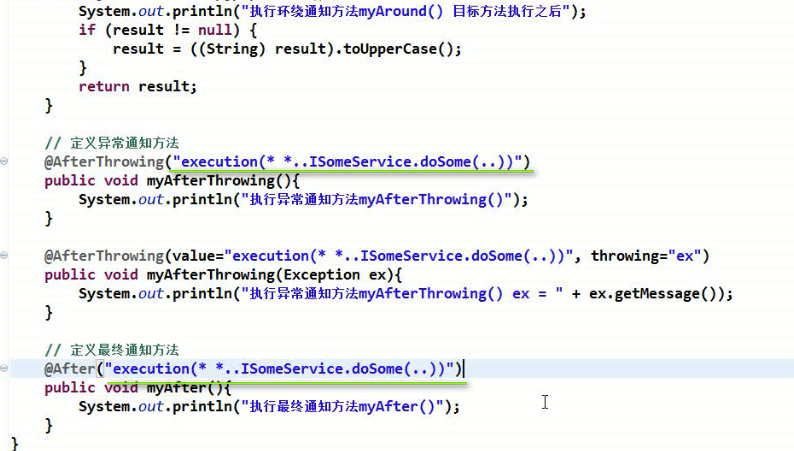 System.out.println("执行环绕通知方法myAround() 目标方法执行之后");
if (result != null) {
result = ((String) result).toUpperCase();
}
return result;
}
// 定义异常通知方法
@AfterThrowing("execution(* *..ISomeService.doSome(..))")
public void myAfterThrowing(){
System.out.println("执行异常通知方法myAfterThrowing()");
}
@AfterThrowing(value="execution(* *..ISomeService.doSome(..))", throwing="ex")
public void myAfterThrowing(Exception ex){
System.out.println("执行异常通知方法myAfterThrowing() ex = " + ex.getMessage());
}
// 定义最终通知方法
@After("execution(* *..ISomeService.doSome(..))")
public void myAfter(){
System.out.println("执行最终通知方法myAfter()");
}
}